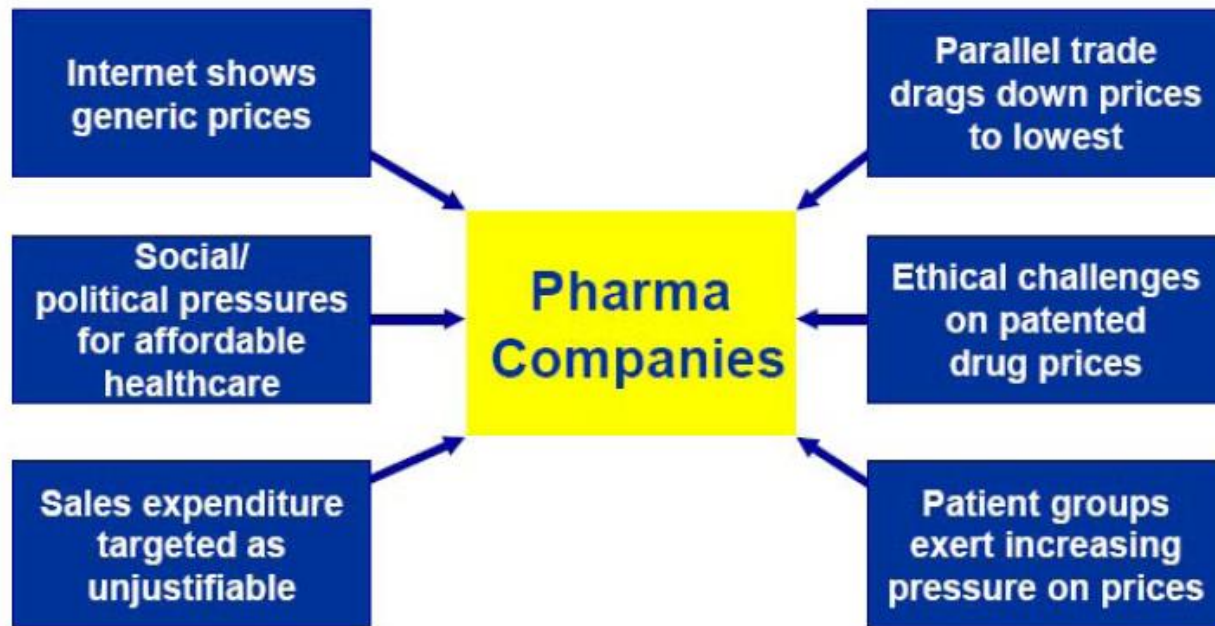 Internet shows
generic prices
Parallel trade
drags down prices
to lowest
Social/
political pressures
for affordable
healthcare
Pharma
Companies
Ethical challenges
on patented
drug prices
Sales expenditure
targeted as
unjustifiable
Patient groups
exert increasing
pressure on prices